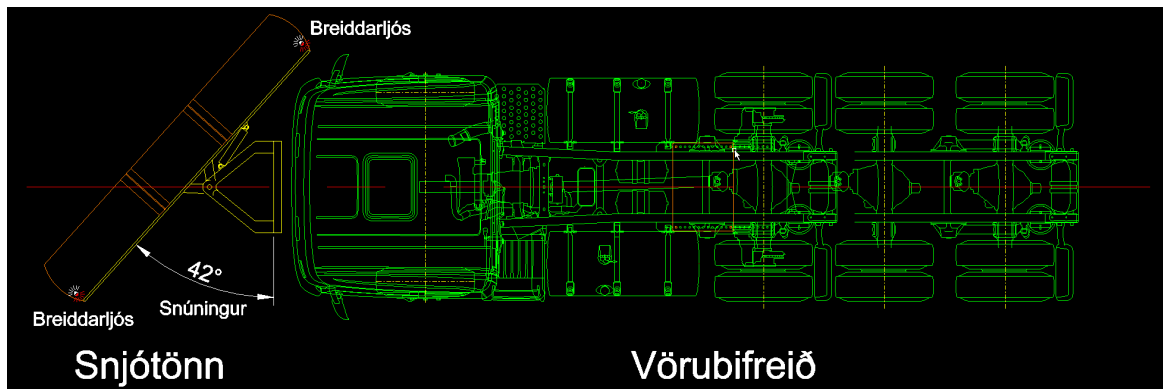 Breiddarljós
42°
Snúningur
Breiddarljós
Snjótönn
Vörubifreið